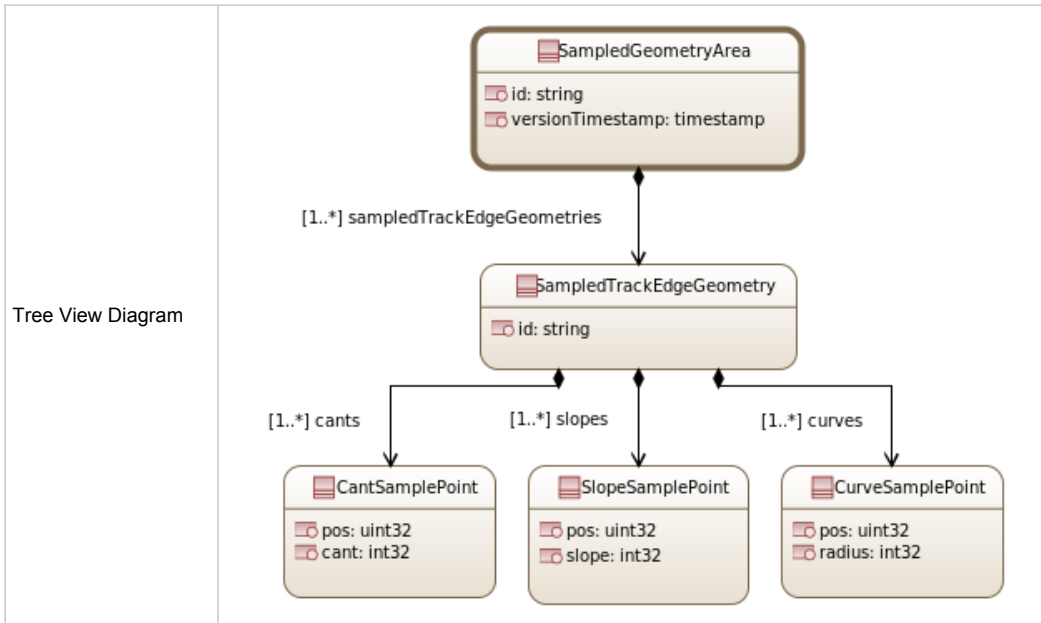 Tree View Diagram
SampledGeometryArea
id: string
versionTimestamp: timestamp
[1..*] sampledTrackEdgeGeometries
SampledTrackEdgeGeometry
id: string
[1..*] cants
[1..*] slopes
[1..*] curves
CantSamplePoint
pos: uint32
cant: int32
SlopeSamplePoint
pos: uint32
slope: int32
CurveSamplePoint
pos: uint32
radius: int32